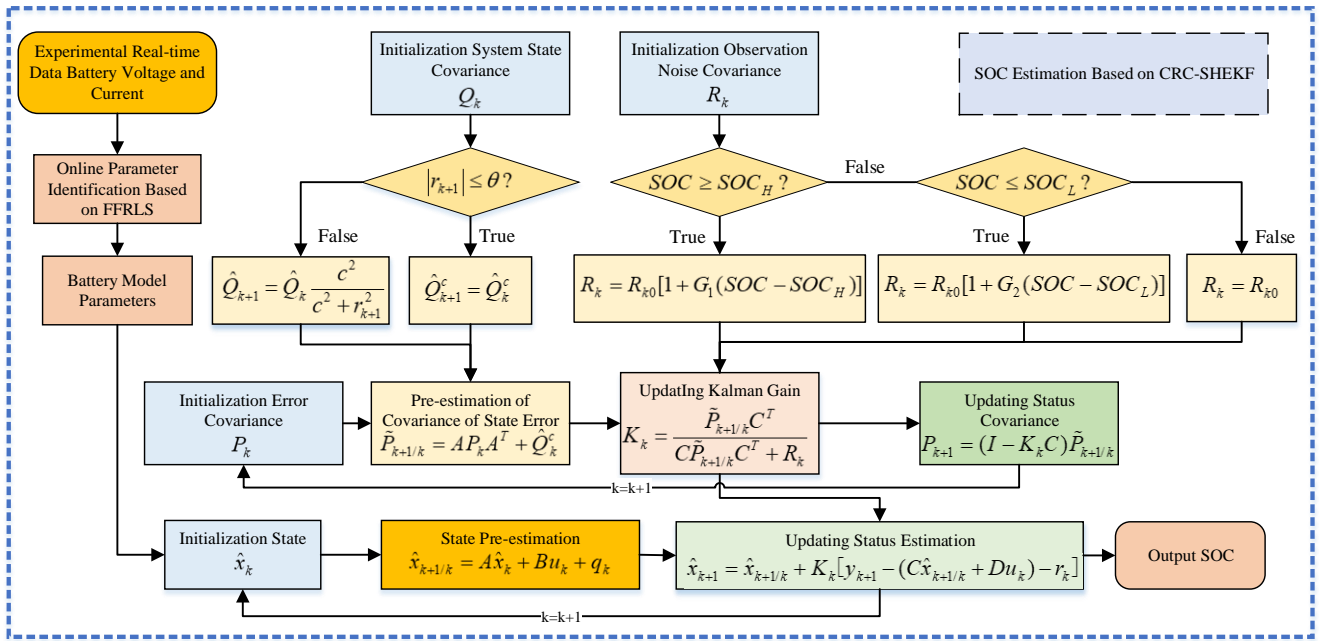 Experimental Real-time
Data Battery Voltage and
Current
Initialization System State
Covariance
Q_k
Initialization Observation
Noise Covariance
R_k
SOC Estimation Based on CRC-SHEKF
Online Parameter
Identification Based
on FFRLS
|r_{k+1}| ≤ θ ?
SOC ≥ SOC_H ?
False
SOC ≤ SOC_L ?
False
True
True
True
False
Battery Model
Parameters
Q̂_{k+1} = Q̂_k \frac{c^2}{c^2 + r_{k+1}^2}
Q̂^c_{k+1} = Q̂^c_k
R_k = R_{k0}[1 + G_1(SOC − SOC_H)]
R_k = R_{k0}[1 + G_2(SOC − SOC_L)]
R_k = R_{k0}
Initialization Error
Covariance
P_k
Pre-estimation of
Covariance of State Error
P̃_{k+1/k} = AP_kA^T + Q̂^c_k
Updating Kalman Gain
K_k = \frac{P̃_{k+1/k}C^T}{CP̃_{k+1/k}C^T + R_k}
Updating Status
Covariance
P_{k+1} = (I − K_kC)P̃_{k+1/k}
k=k+1
Initialization State
x̂_k
State Pre-estimation
x̂_{k+1/k} = Ax̂_k + Bu_k + q_k
Updating Status Estimation
x̂_{k+1} = x̂_{k+1/k} + K_k[y_{k+1} − (Cx̂_{k+1/k} + Du_k) − r_k]
Output SOC
k=k+1